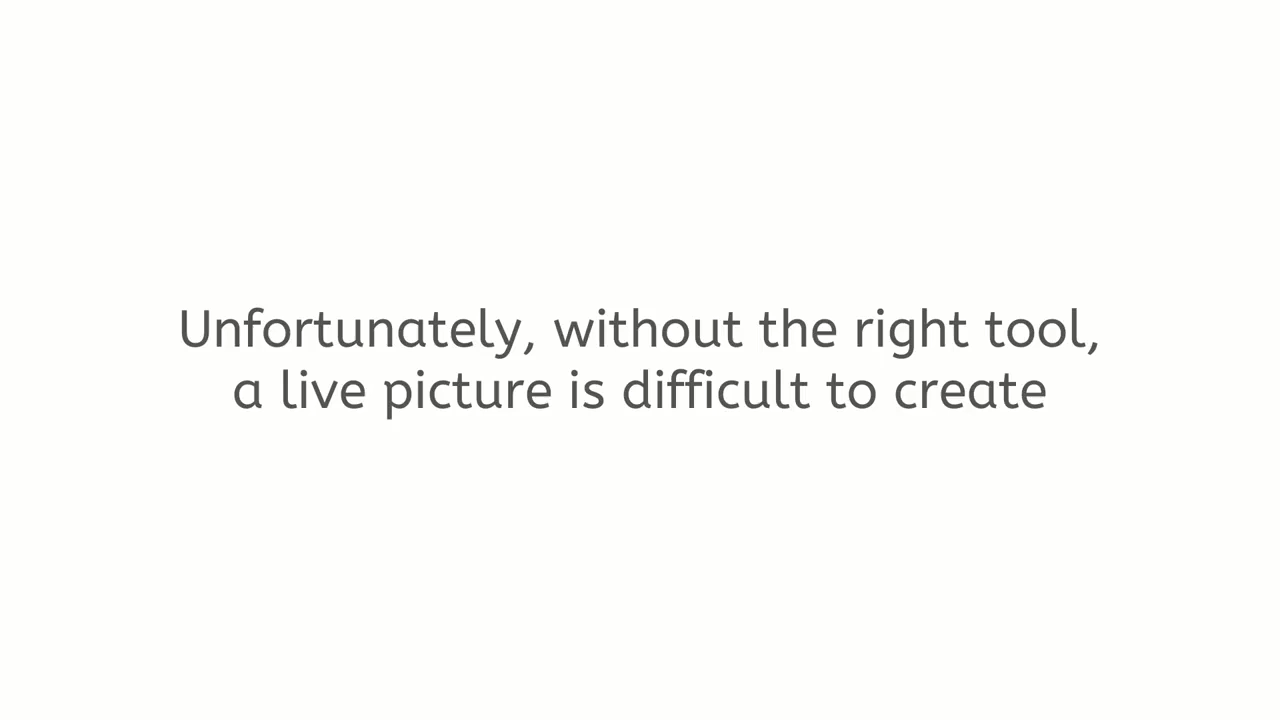 Unfortunately, without the right tool,
a live picture is difficult to create